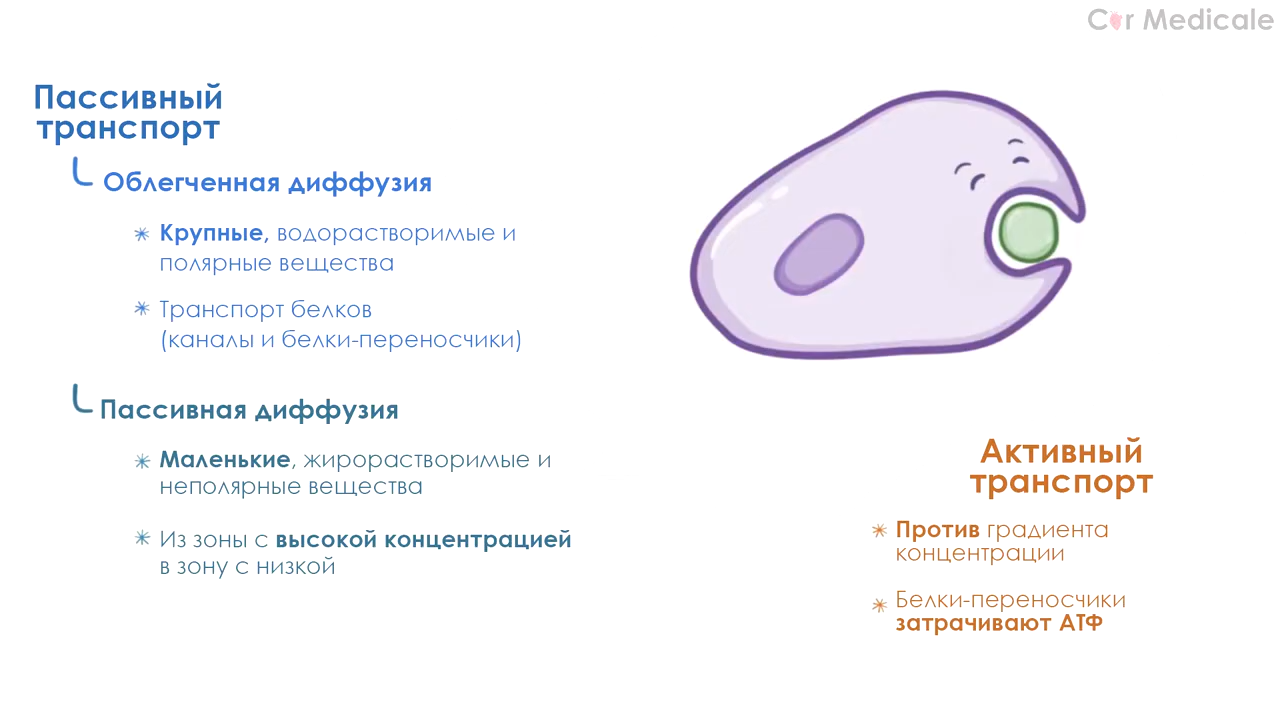 Cor Medicale
Пассивный
транспорт
Облегченная диффузия
Крупные, водорастворимые и
полярные вещества
Транспорт белков
(каналы и белки-переносчики)
Пассивная диффузия
Маленькие, жирорастворимые и
неполярные вещества
Из зоны с высокой концентрацией
в зону с низкой
Активный
транспорт
Против градиента
концентрации
Белки-переносчики
затрачивают АТФ